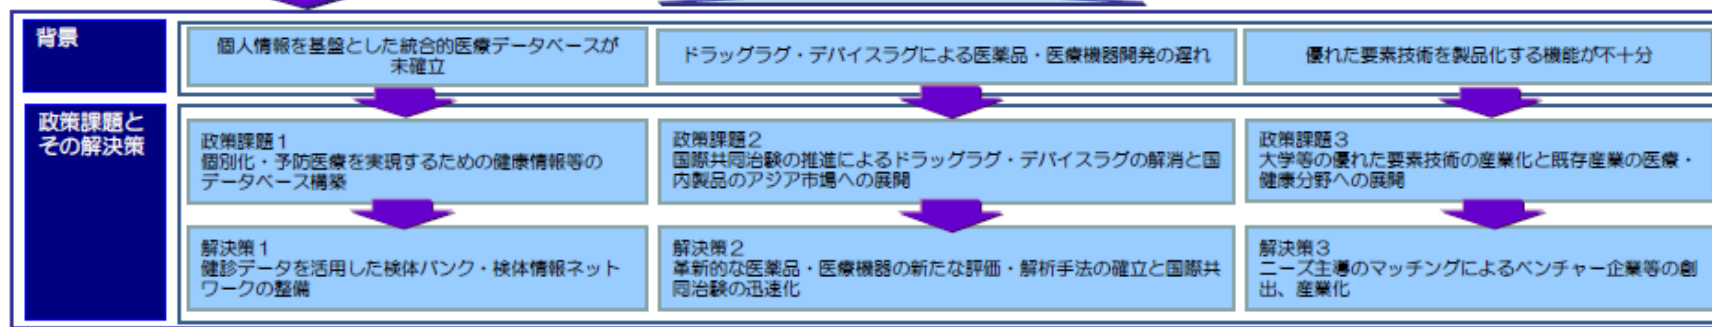 背景
個人情報を基盤とした統合的医療データベースが
未確立
ドラッグラグ・デバイスラグによる医薬品・医療機器開発の遅れ
優れた要素技術を製品化する機能が不十分
政策課題と
その解決策
政策課題1
個別化・予防医療を実現するための健康情報等の
データベース構築
政策課題2
国際共同治験の推進によるドラッグラグ・デバイスラグの解消と国
内製品のアジア市場への展開
政策課題3
大学等の優れた要素技術の産業化と既存産業の医療・
健康分野への展開
解決策1
健診データを活用した検体バンク・検体情報ネット
ワークの整備
解決策2
革新的な医薬品・医療機器の新たな評価・解析手法の確立と国際共
同治験の迅速化
解決策3
ニーズ主導のマッチングによるベンチャー企業等の創
出、産業化